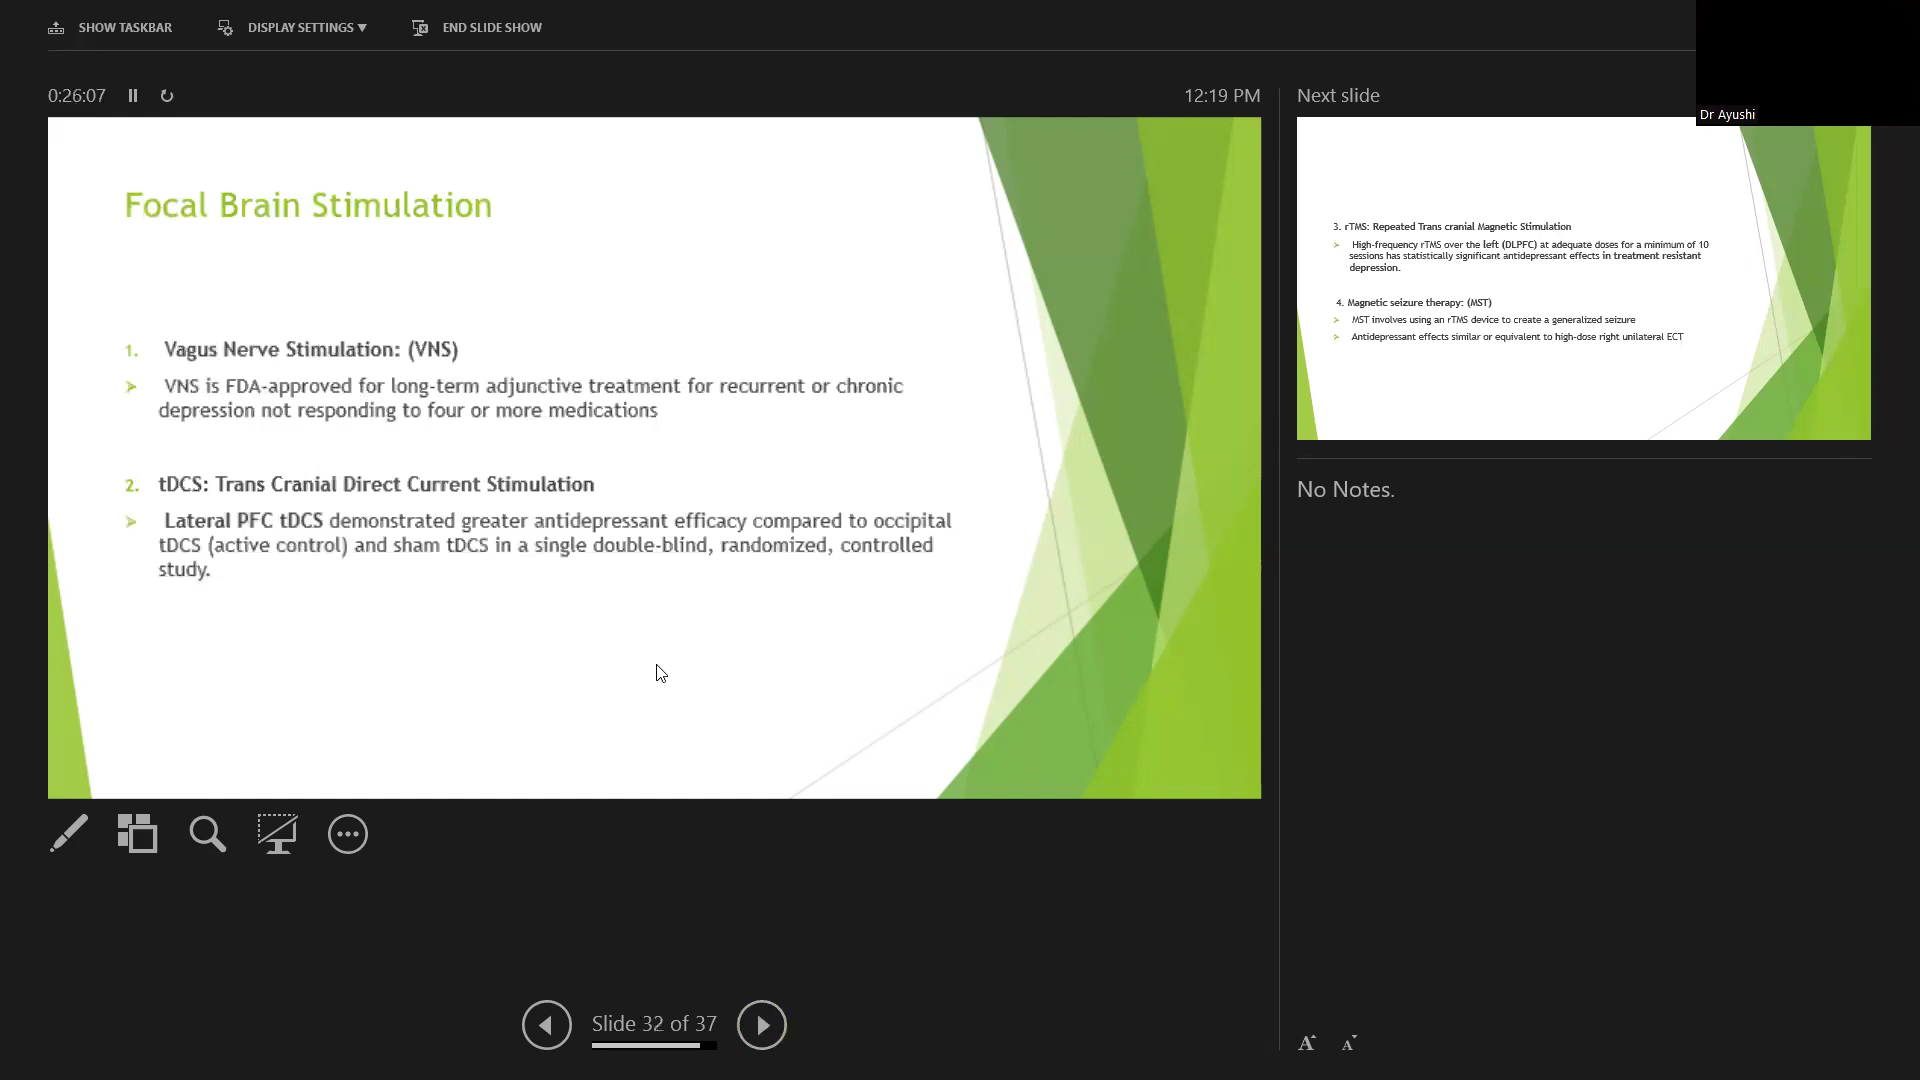 SHOW TASKBAR
DISPLAY SETTINGS
END SLIDE SHOW
0:26:07
12:19 PM
Next slide
Dr Ayushi
Focal Brain Stimulation
1. Vagus Nerve Stimulation: (VNS)
VNS is FDA-approved for long-term adjunctive treatment for recurrent or chronic
depression not responding to four or more medications
2. tDCS: Trans Cranial Direct Current Stimulation
Lateral PFC tDCS demonstrated greater antidepressant efficacy compared to occipital
tDCS (active control) and sham tDCS in a single double-blind, randomized, controlled
study.
3. rTMS: Repeated Trans cranial Magnetic Stimulation
High-frequency rTMS over the left (DLPFC) at adequate doses for a minimum of 10
sessions has statistically significant antidepressant effects in treatment resistant
depression.
4. Magnetic seizure therapy: (MST)
MST involves using an rTMS device to create a generalized seizure
Antidepressant effects similar or equivalent to high-dose right unilateral ECT
No Notes.
Slide 32 of 37
A A